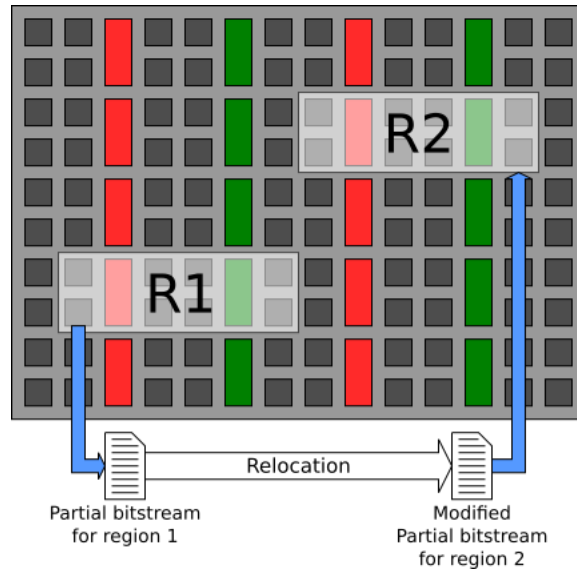 R2
R1
Relocation
Partial bitstream
for region 1
Modified
Partial bitstream
for region 2